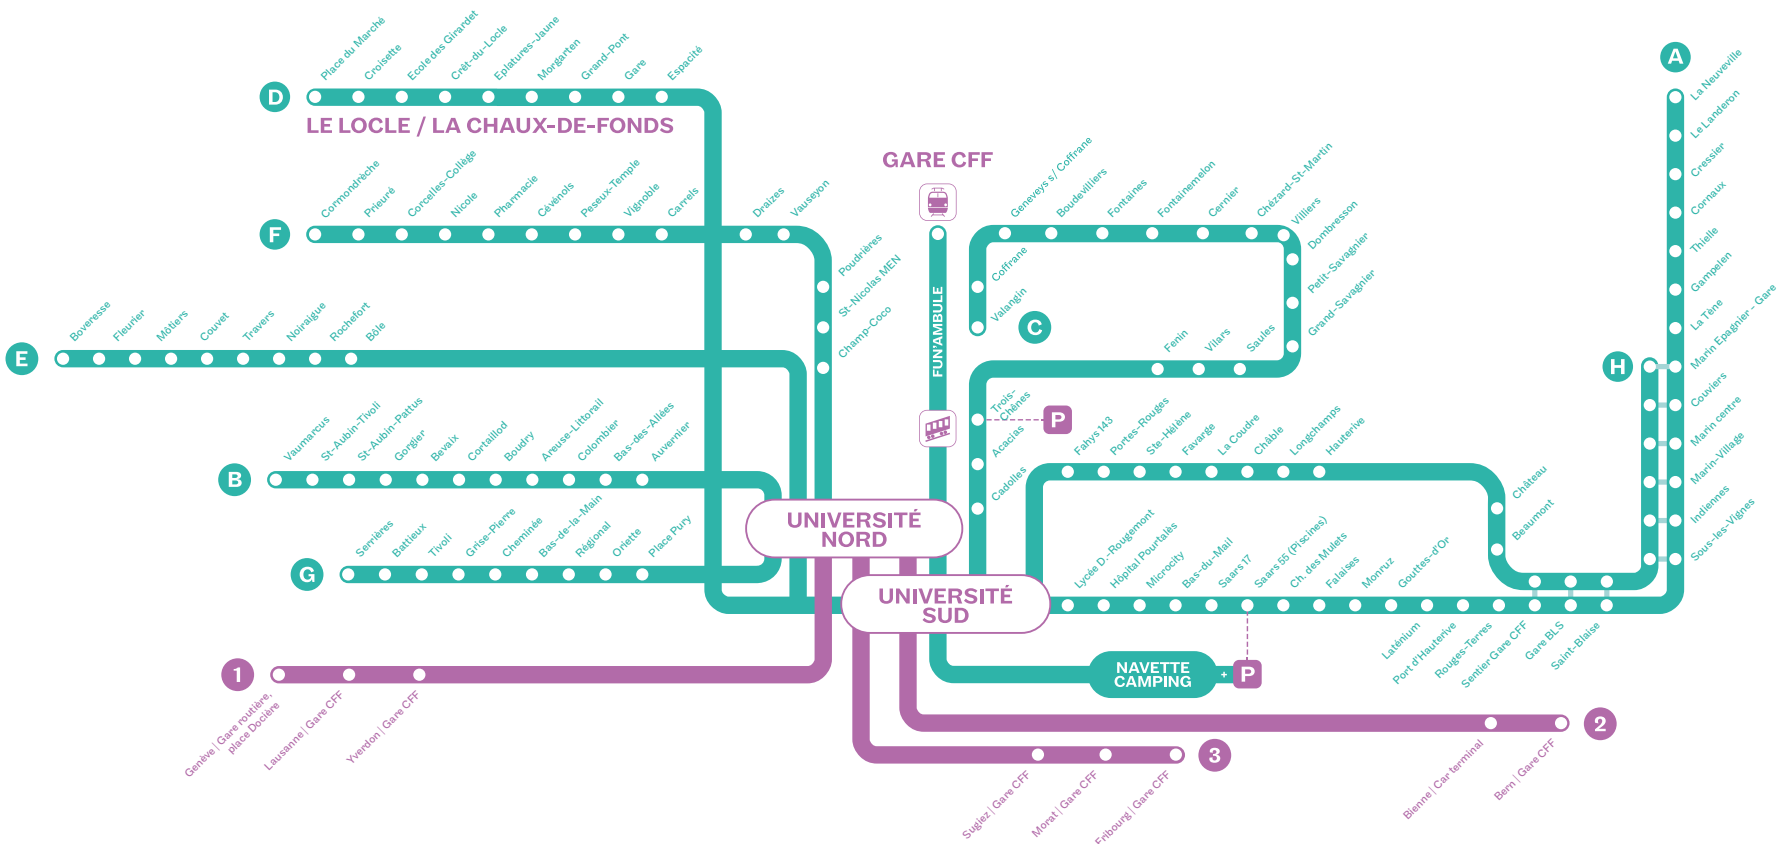 Place du Marché
Croisette
Ecole des Girardet
Crêt-du-Locle
Eplatures-Jaune
Morgarten
Grand-Pont
Gare
Espacité
D
LE LOCLE / LA CHAUX-DE-FONDS
Cormondrèche
Prieuré
Corcelles-Collège
Nicole
Pharmacie
Cévénols
Peseux-Temple
Vignoble
Carrels
Draizes
Vauseyon
F
Poudrières
St-Nicolas MEN
Champ-Coco
Boveresse
Fleurier
Môtiers
Couvet
Travers
Noiraigue
Rochefort
Bôle
E
Vaumarcus
St-Aubin-Tivoli
St-Aubin-Pattus
Gorgier
Bevaix
Cortaillod
Boudry
Areuse-Littorail
Colombier
Bas-des-Allées
Auvernier
B
Serrières
Battieux
Tivoli
Grise-Pierre
Cheminée
Bas-de-la-Main
Régional
Oriette
Place Pury
G
GARE CFF
FUN'AMBULE
UNIVERSITÉ
NORD
UNIVERSITÉ
SUD
Geneveys s/ Coffrane
Boudevilliers
Fontaines
Fontainemelon
Cernier
Chézard-St-Martin
Villiers
Dombresson
Petit-Savagnier
Grand-Savagnier
Coffrane
Valangin
C
Fenin
Vilars
Saules
Trois-
Chênes
P
Acacias
Cadolles
Fahys 143
Portes-Rouges
Ste-Hélène
Favarge
La Coudre
Châble
Longchamps
Hauterive
Château
Beaumont
A
La Neuveville
Le Landeron
Cressier
Cornaux
Thielle
Gampelen
La Tène
Marin Epagnier - Gare
H
Couviers
Marin centre
Marin-Village
Indiennes
Sous-les-Vignes
Lycée D.-Rougemont
Hôpital Pourtalès
Microcity
Bas-du-Mail
Saars 17
Saars 55 (Piscines)
Ch. des Mulets
Falaises
Monruz
Gouttes-d'Or
Laténium
Port d'Hauterive
Rouges-Terres
Sentier Gare CFF
Gare BLS
Saint-Blaise
NAVETTE
CAMPING
+
P
1
Genève | Gare routière,
place Docière
Lausanne | Gare CFF
Yverdon | Gare CFF
2
Bienne | Car terminal
Bern | Gare CFF
3
Sugiez | Gare CFF
Morat | Gare CFF
Fribourg | Gare CFF